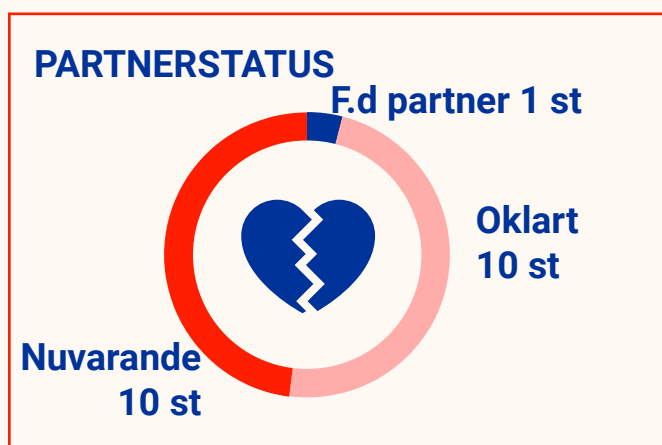 PARTNERSTATUS
F.d partner 1 st
Oklart
10 st
Nuvarande
10 st